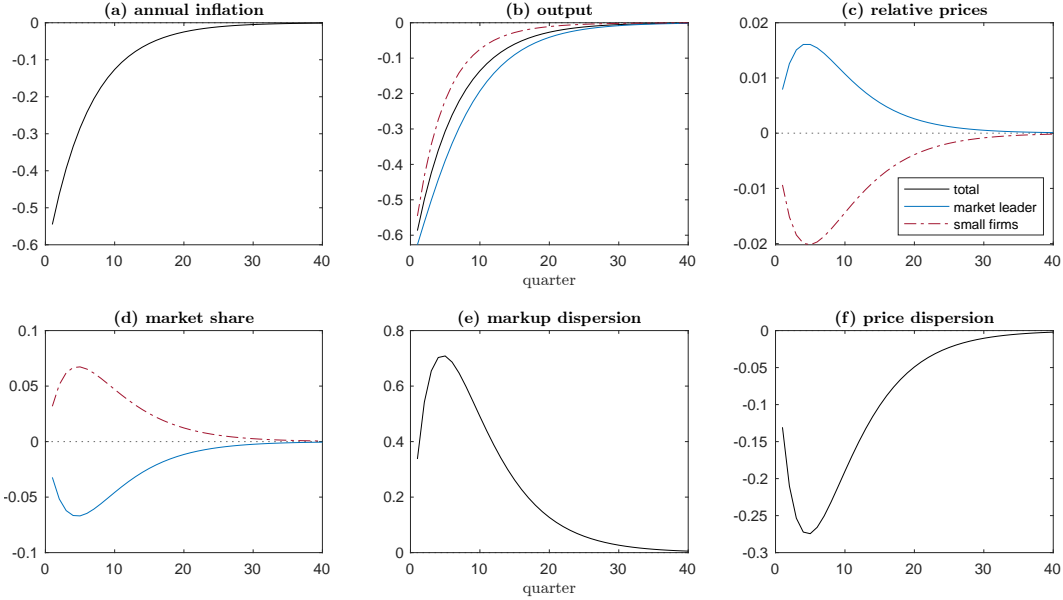 (a) annual inflation
0
-0.1
-0.2
-0.3
-0.4
-0.5
-0.6
0 10 20 30 40
(b) output
0
-0.1
-0.2
-0.3
-0.4
-0.5
-0.6
0 10 20 30 40
quarter
(c) relative prices
0.02
0.01
0
-0.01
-0.02
0 10 20 30 40
total
market leader
small firms
(d) market share
0.1
0.05
0
-0.05
-0.1
0 10 20 30 40
(e) markup dispersion
0.8
0.6
0.4
0.2
0
0 10 20 30 40
quarter
(f) price dispersion
0
-0.05
-0.1
-0.15
-0.2
-0.25
-0.3
0 10 20 30 40